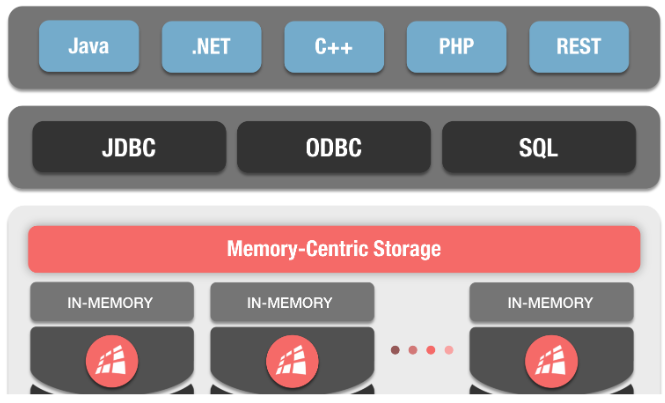 Java .NET C++ PHP REST
JDBC ODBC SQL
Memory-Centric Storage
IN-MEMORY IN-MEMORY IN-MEMORY